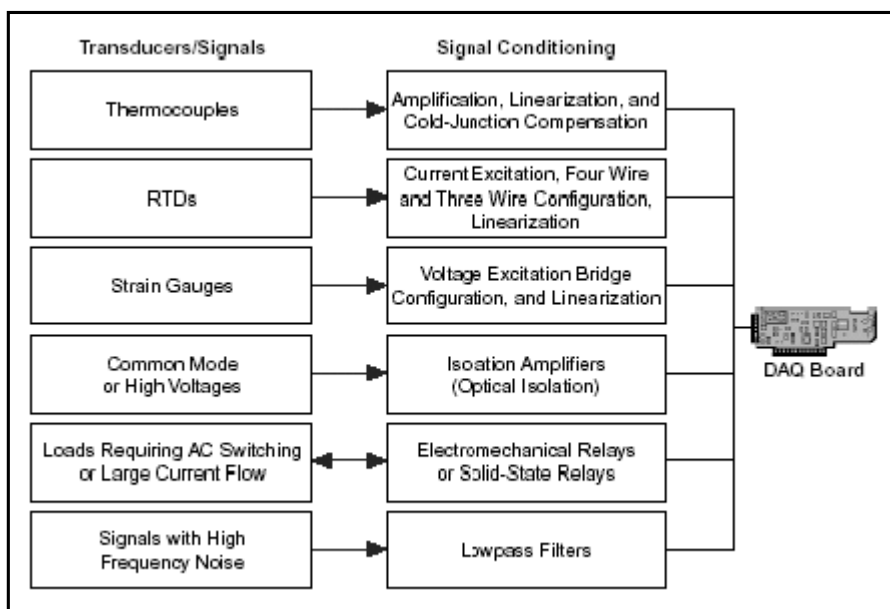 Transducers/Signals
Signal Conditioning
Thermocouples
Amplification, Linearization, and
Cold-Junction Compensation
RTDs
Current Excitation, Four Wire
and Three Wire Configuration,
Linearization
Strain Gauges
Voltage Excitation Bridge
Configuration, and Linearization
Common Mode
or High Voltages
Isoation Amplifiers
(Optical Isolation)
Loads Requiring AC Switching
or Large Current Flow
Electromechanical Relays
or Solid-State Relays
Signals with High
Frequency Noise
Lowpass Filters
DAQ Board